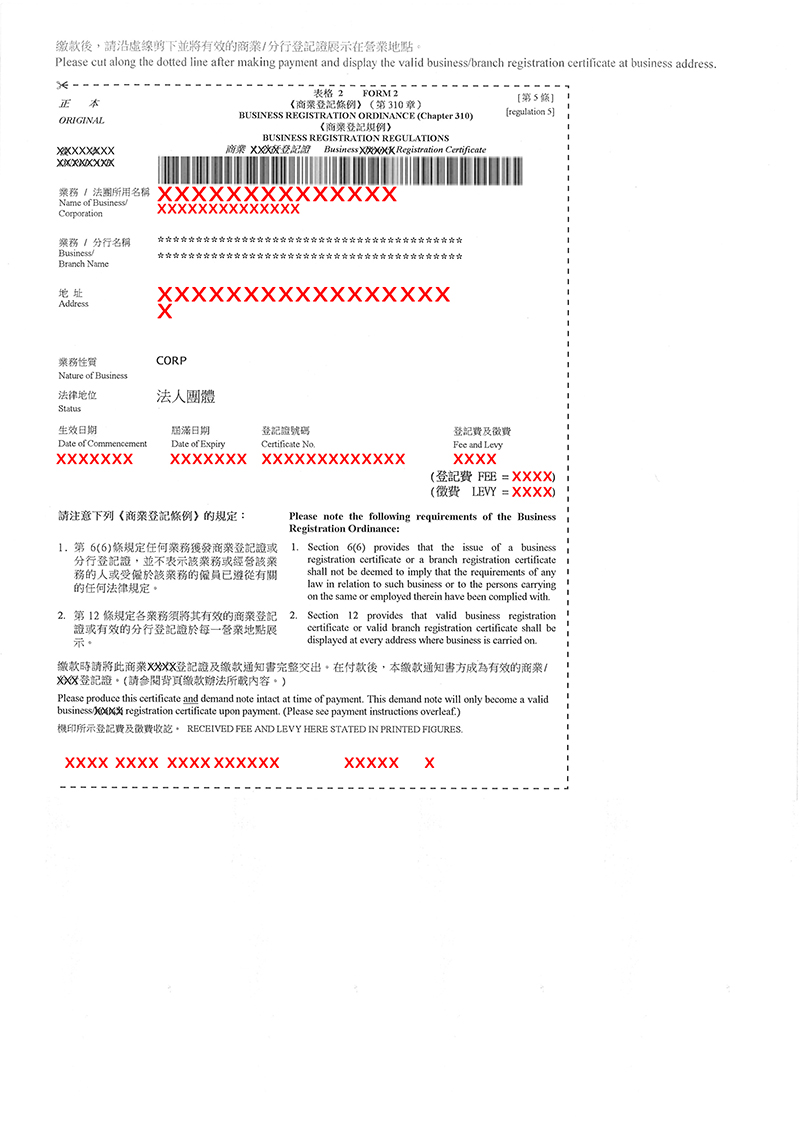 繳款後，請沿虛線剪下並將有效的商業/分行登記證展示在營業地點。
Please cut along the dotted line after making payment and display the valid business/branch registration certificate at business address.
表格 2 FORM 2
[第5條]
正 本
《商業登記條例》（第310章）
ORIGINAL
BUSINESS REGISTRATION ORDINANCE (Chapter 310)
[regulation 5]
《商業登記規例》
BUSINESS REGISTRATION REGULATIONS
商業 XXXX登記證 Business XXXXX Registration Certificate
業務 / 法團所用名稱
Name of Business/
Corporation
XXXXXXXXXXXXXX
XXXXXXXXXXXXXX
業務 / 分行名稱
Business/
Branch Name
****************************************
****************************************
地 址
Address
XXXXXXXXXXXXXXXXX
X
業務性質
Nature of Business
CORP
法律地位
Status
法人團體
生效日期 屆滿日期 登記證號碼 登記費及徵費
Date of Commencement Date of Expiry Certificate No. Fee and Levy
XXXXXXX XXXXXXX XXXXXXXXXXXXX XXXX
(登記費 FEE = XXXX)
(徵費 LEVY = XXXX)
請注意下列《商業登記條例》的規定：
1. 第 6(6)條規定任何業務獲發商業登記證或
分行登記證，並不表示該業務或經營該業
務的人或受僱於該業務的僱員已遵從有關
的任何法律規定。
2. 第 12 條規定各業務須將其有效的商業登記
證或有效的分行登記證於每一營業地點展
示。
Please note the following requirements of the Business
Registration Ordinance:
1. Section 6(6) provides that the issue of a business
registration certificate or a branch registration certificate
shall not be deemed to imply that the requirements of any
law in relation to such business or to the persons carrying
on the same or employed therein have been complied with.
2. Section 12 provides that valid business registration
certificate or valid branch registration certificate shall be
displayed at every address where business is carried on.
繳款時請將此商業XXXX登記證及繳款通知書完整交出。在付款後，本繳款通知書方成為有效的商業/
XXX登記證。(請參閱背頁繳款辦法所載內容。)
Please produce this certificate and demand note intact at time of payment. This demand note will only become a valid
business/XXXX registration certificate upon payment. (Please see payment instructions overleaf.)
機印所示登記費及徵費收訖。 RECEIVED FEE AND LEVY HERE STATED IN PRINTED FIGURES.
XXXX XXXX XXXX XXXXXX XXXXX X